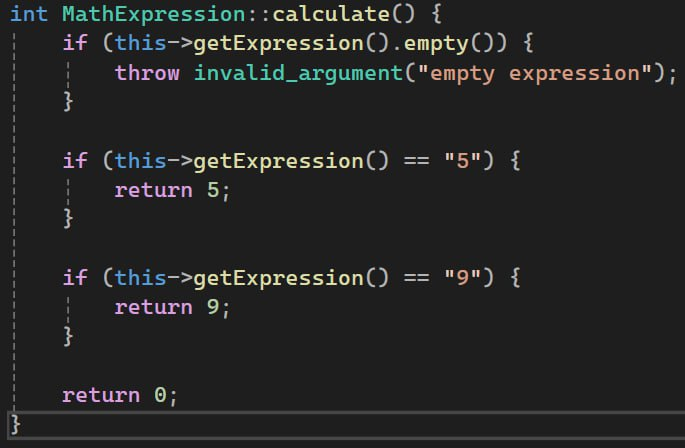 int MathExpression::calculate() {
    if (this->getExpression().empty()) {
        throw invalid_argument("empty expression");
    }
    if (this->getExpression() == "5") {
        return 5;
    }
    if (this->getExpression() == "9") {
        return 9;
    }
    return 0;
}